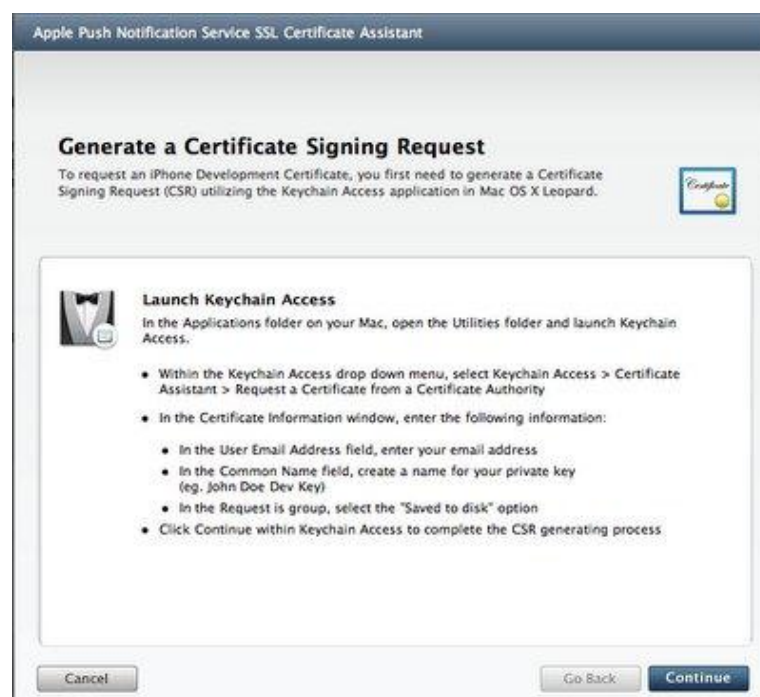 Apple Push Notification Service SSL Certificate Assistant
Generate a Certificate Signing Request
To request an iPhone Development Certificate, you first need to generate a Certificate
Signing Request (CSR) utilizing the Keychain Access application in Mac OS X Leopard.
Certificate
Launch Keychain Access
In the Applications folder on your Mac, open the Utilities folder and launch Keychain
Access.
• Within the Keychain Access drop down menu, select Keychain Access > Certificate
Assistant > Request a Certificate from a Certificate Authority
• In the Certificate Information window, enter the following information:
• In the User Email Address field, enter your email address
• In the Common Name field, create a name for your private key
(eg. John Doe Dev Key)
• In the Request is group, select the "Saved to disk" option
• Click Continue within Keychain Access to complete the CSR generating process
Cancel
Go Back
Continue